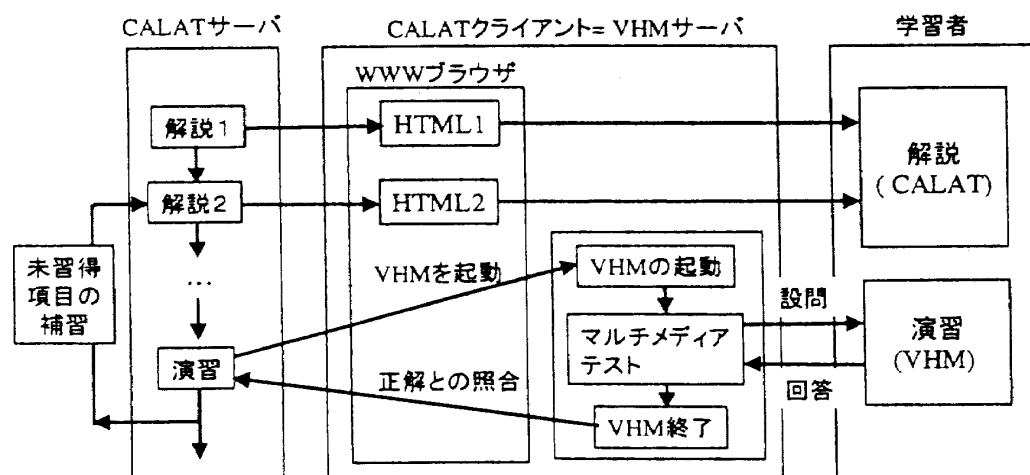 CALATサーバ
CALATクライアント= VHMサーバ
学習者
WWWブラウザ
解説1
HTML1
解説
(CALAT)
解説2
HTML2
未習得
項目の
補習
...
VHMを起動
VHMの起動
設問
マルチメディア
テスト
演習
(VHM)
演習
正解との照合
回答
VHM終了